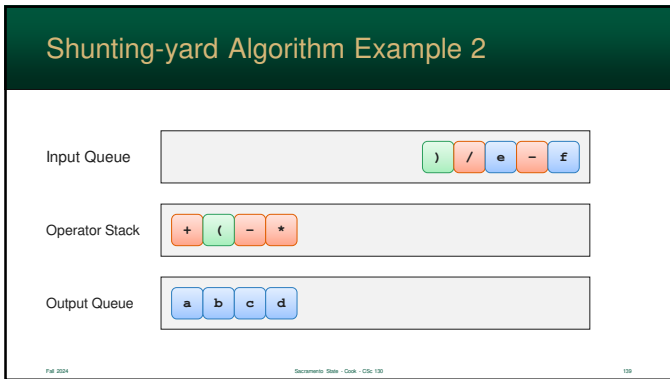 Shunting-yard Algorithm Example 2
Input Queue ) / e - f
Operator Stack + ( - *
Output Queue a b c d
Fall 2024 Sacramento State - Cook - CSc 130 139